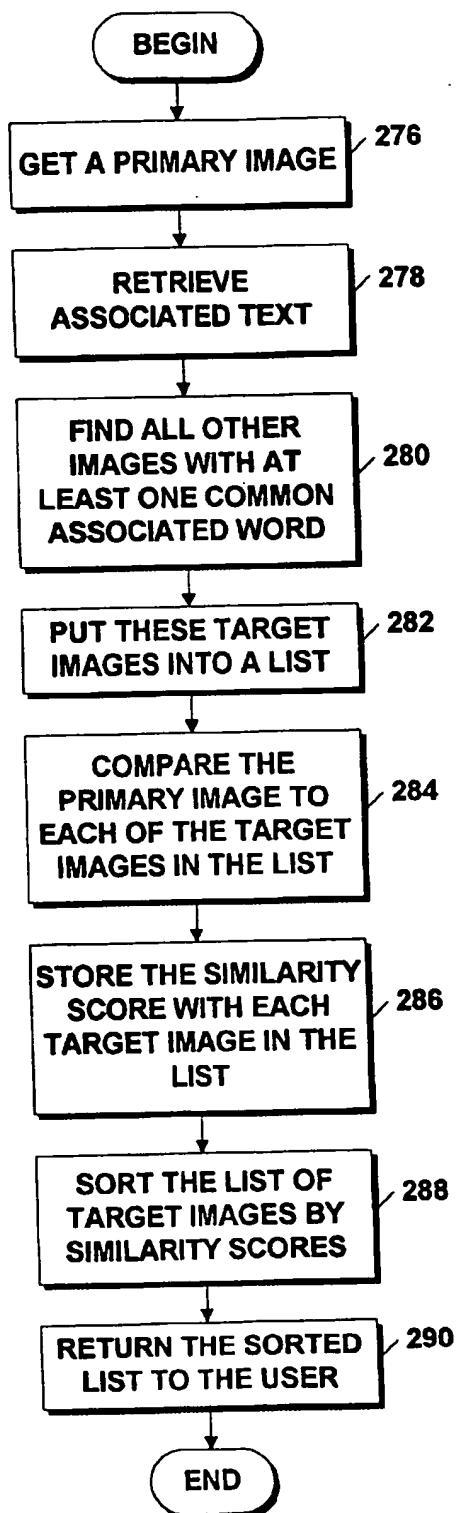 BEGIN
GET A PRIMARY IMAGE
276
RETRIEVE
ASSOCIATED TEXT
278
FIND ALL OTHER
IMAGES WITH AT
LEAST ONE COMMON
ASSOCIATED WORD
280
PUT THESE TARGET
IMAGES INTO A LIST
282
COMPARE THE
PRIMARY IMAGE TO
EACH OF THE TARGET
IMAGES IN THE LIST
284
STORE THE SIMILARITY
SCORE WITH EACH
TARGET IMAGE IN THE
LIST
286
SORT THE LIST OF
TARGET IMAGES BY
SIMILARITY SCORES
288
RETURN THE SORTED
LIST TO THE USER
290
END